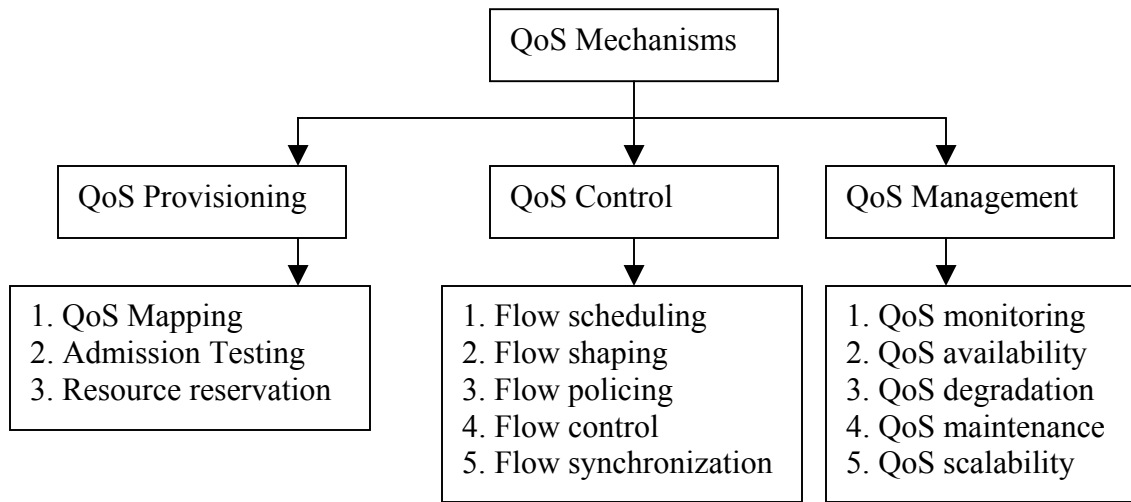 QoS Mechanisms
QoS Provisioning
QoS Control
QoS Management
1. QoS Mapping
2. Admission Testing
3. Resource reservation
1. Flow scheduling
2. Flow shaping
3. Flow policing
4. Flow control
5. Flow synchronization
1. QoS monitoring
2. QoS availability
3. QoS degradation
4. QoS maintenance
5. QoS scalability